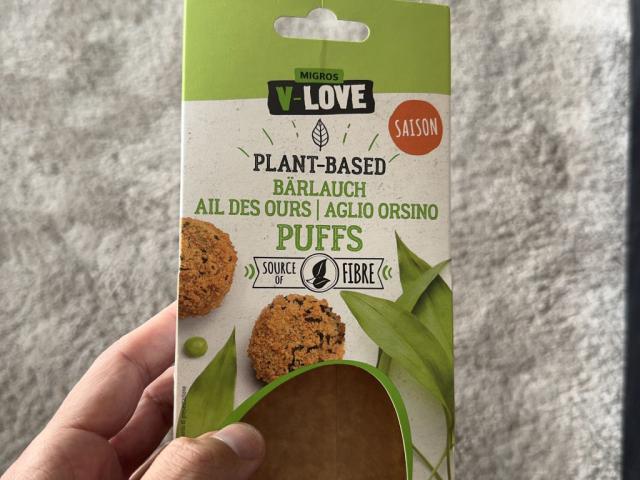 MIGROS
V-LOVE
SAISON
PLANT-BASED
BÄRLAUCH
AIL DES OURS | AGLIO ORSINO
PUFFS
SOURCE OF FIBRE